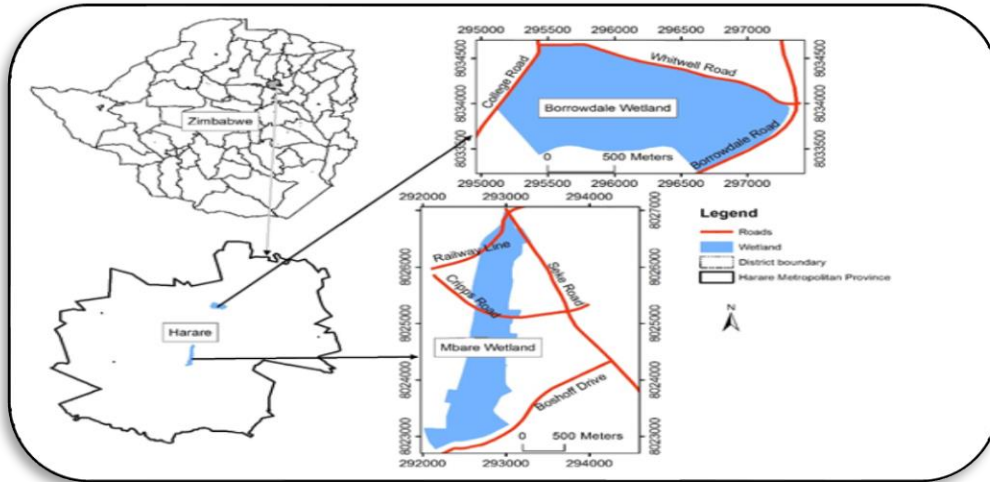 Zimbabwe
Harare
295000 295500 296000 296500 297000
8034500
8034000
8033500
College Road
Whitwell Road
Borrowdale Wetland
Borrowdale Road
0 500 Meters
8034500
8034000
8033500
295000 295500 296000 296500 297000
292000 293000 294000
8026000
8025000
8024000
8023000
Railway Line
Cripps Road
Seke Road
Mbare Wetland
Boshoff Drive
0 500 Meters
8027000
8026000
8025000
8024000
8023000
292000 293000 294000
Legend
Roads
Wetland
District boundary
Harare Metropolitan Province
N